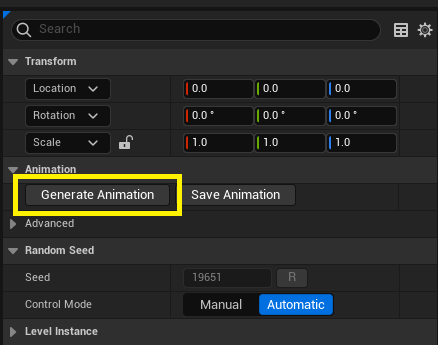 Search
Transform
Location 0.0 0.0 0.0
Rotation 0.0 ° 0.0 ° 0.0 °
Scale 1.0 1.0 1.0
Animation
Generate Animation Save Animation
Advanced
Random Seed
Seed 19651 R
Control Mode Manual Automatic
Level Instance